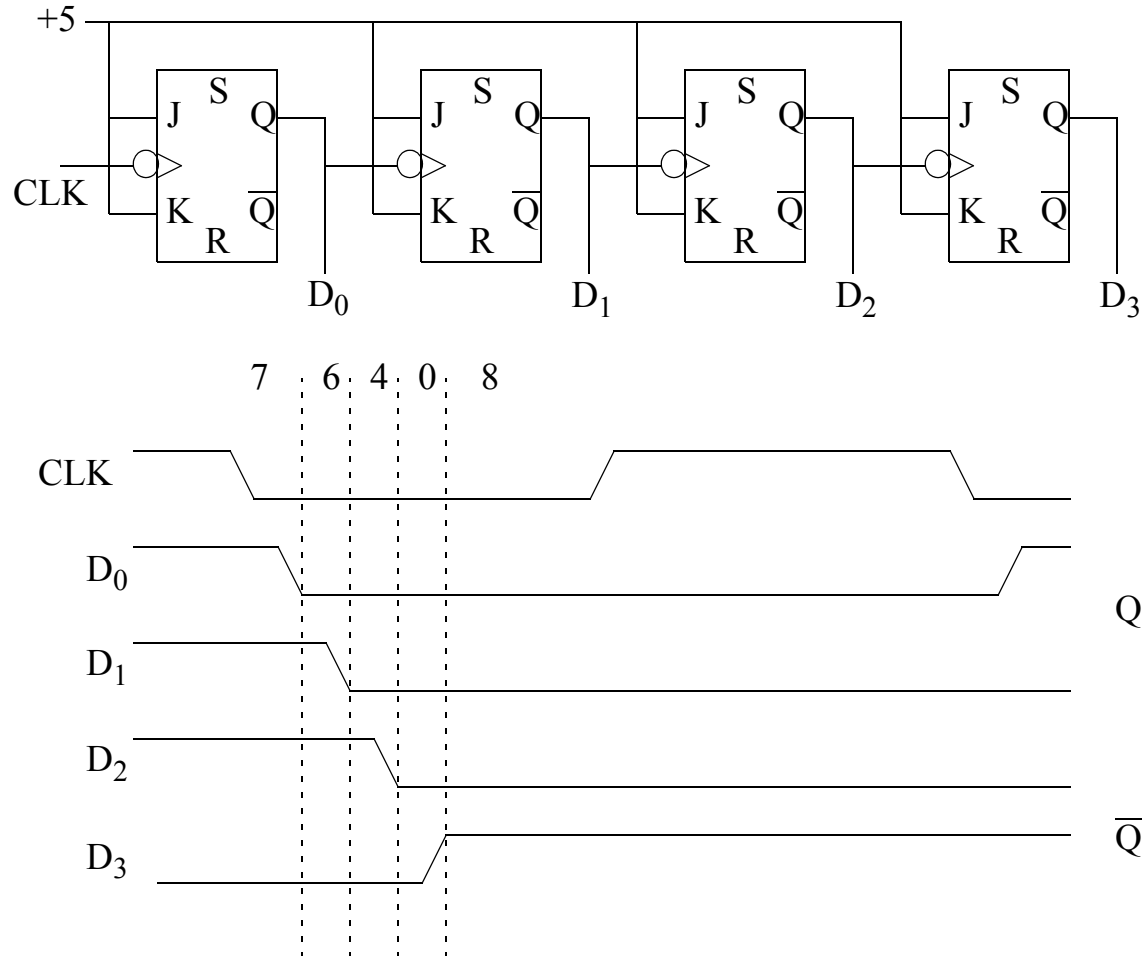 +5
S S S S
J Q J Q J Q J Q
CLK
K Q̅ K Q̅ K Q̅ K Q̅
R R R R
D₀ D₁ D₂ D₃
7 6 4 0 8
CLK
D₀
Q
D₁
D₂
Q̅
D₃